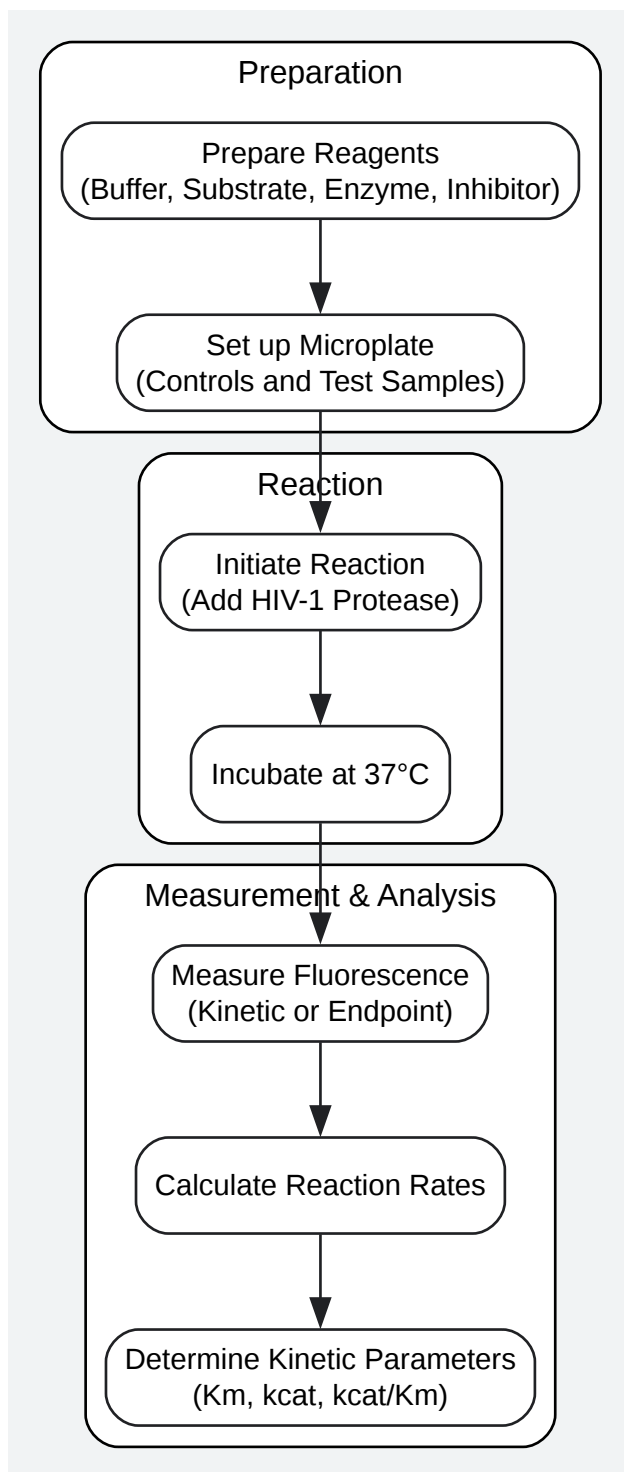 Preparation
Prepare Reagents
(Buffer, Substrate, Enzyme, Inhibitor)
Set up Microplate
(Controls and Test Samples)
Reaction
Initiate Reaction
(Add HIV-1 Protease)
Incubate at 37°C
Measurement & Analysis
Measure Fluorescence
(Kinetic or Endpoint)
Calculate Reaction Rates
Determine Kinetic Parameters
(Km, kcat, kcat/Km)